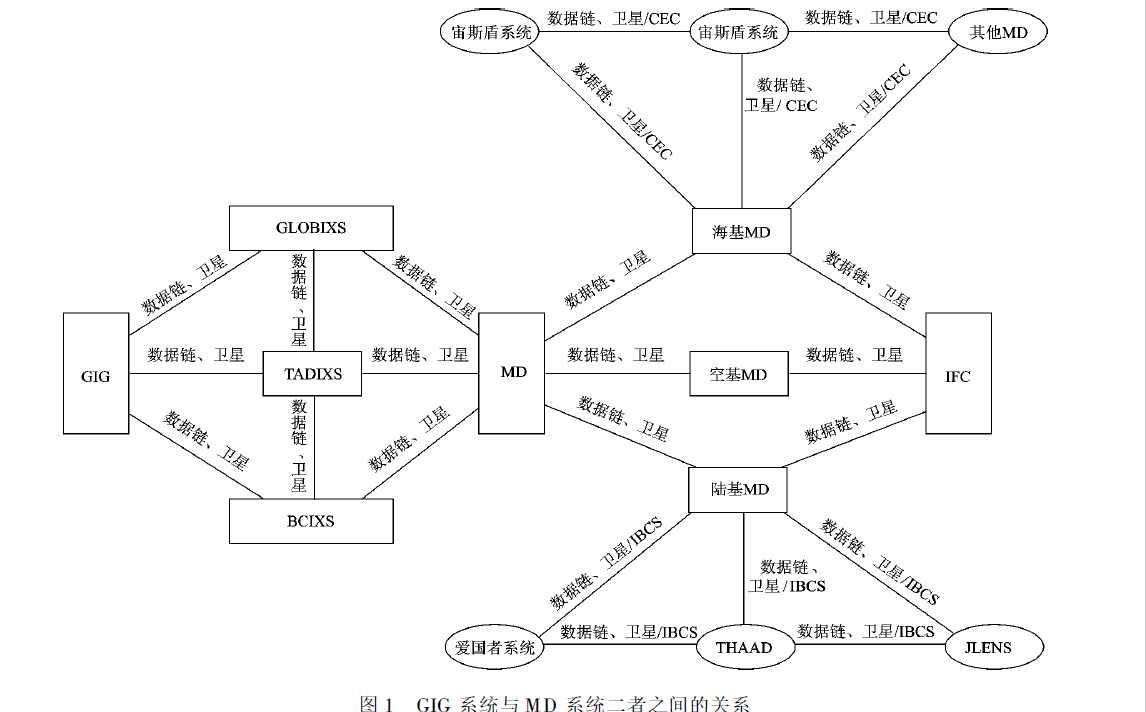 宙斯盾系统
数据链、卫星/CEC
宙斯盾系统
数据链、卫星/CEC
其他MD
数据链、卫星/CEC
数据链、
卫星/ CEC
数据链、卫星/CEC
海基MD
GLOBIXS
数据链、卫星
数据链、卫星
数据链、卫星
数据链、卫星
数据链、卫星
GIG
数据链、卫星
TADIXS
数据链、卫星
MD
数据链、卫星
空基MD
数据链、卫星
IFC
数据链、卫星
数据链、卫星
数据链、卫星
数据链、卫星
数据链、卫星
陆基MD
BCIXS
数据链、卫星/IBCS
数据链、
卫星/IBCS
数据链、卫星/IBCS
爱国者系统
数据链、卫星/IBCS
THAAD
数据链、卫星/IBCS
JLENS
图 1 GIG 系统与 MD 系统二者之间的关系